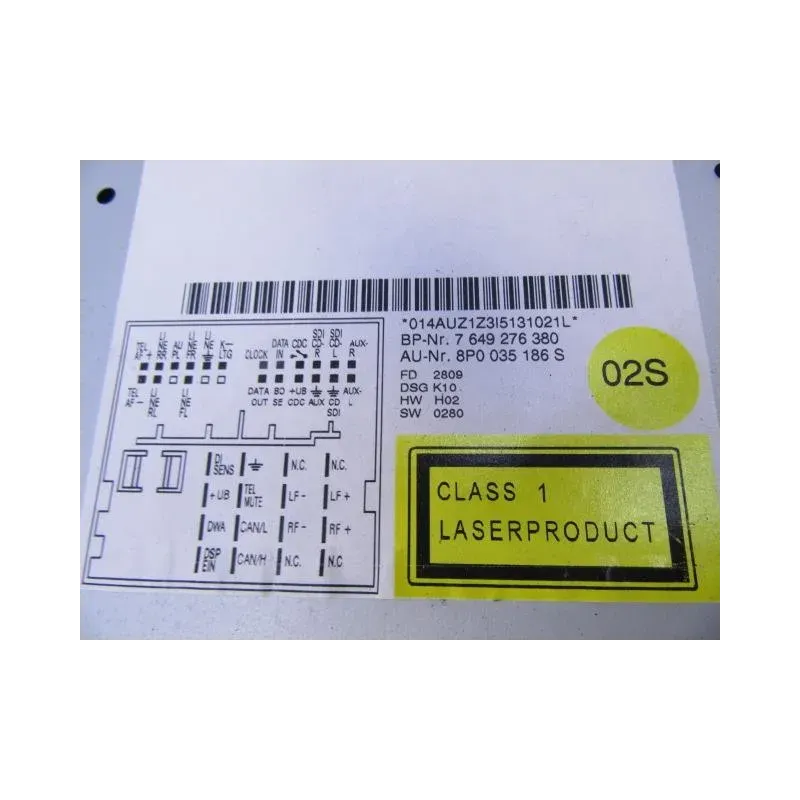 *014AUZ1Z3I5131021L*
BP-Nr. 7 649 276 380
AU-Nr. 8P0 035 186 S
FD 2809
DSG K10
HW H02
SW 0280
02S
CLASS 1
LASERPRODUCT
TEL AF + LI NE RR AU PL LI NE FR LI NE K- LTG
TEL AF - LI NE RL LI NE FL
CLOCK DATA IN CDC SDI CD- R SDI CD- L AUX- R
DATA OUT BO SE +UB CDC AUX CD SDI AUX- L
DI SENS N.C. N.C.
+UB TEL MUTE LF - LF +
DWA CAN/L RF - RF +
DSP EIN CAN/H N.C. N.C